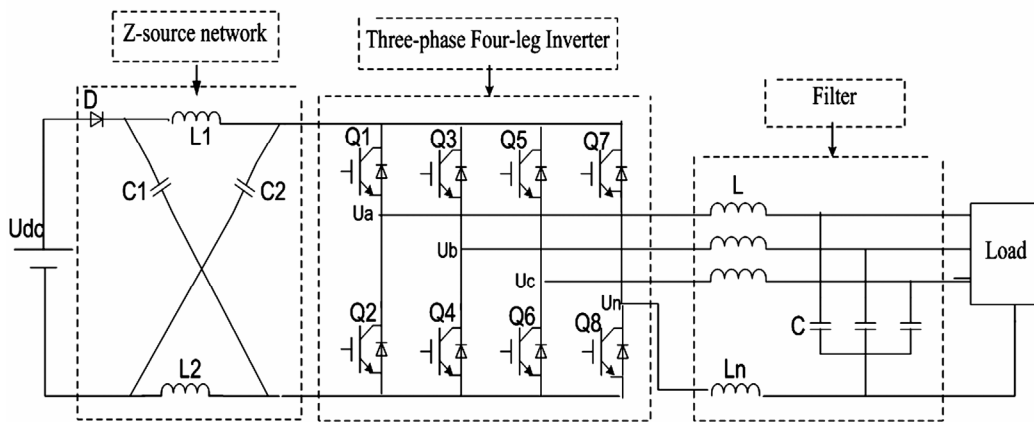 Z-source network
Three-phase Four-leg Inverter
Filter
D
L1
C1
C2
Udc
L2
Q1
Q3
Q5
Q7
Ua
Ub
Uc
Un
Q2
Q4
Q6
Q8
L
C
Ln
Load